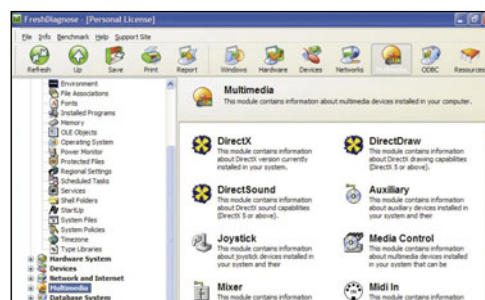 FreshDiagnose - [Personal License]
File Info Benchmark Help Support Site
Refresh Up Save Print Report Windows Hardware Devices Networks ODBC Resources
Environment
File Associations
Fonts
Installed Programs
Memory
OLE Objects
Operating System
Power Monitor
Protected Files
Regional Settings
Scheduled Tasks
Services
Shell Folders
StartUp
System Files
System Policies
Timezone
Type Libraries
Hardware System
Devices
Network and Internet
Multimedia
Database System
Multimedia
This module contains information about multimedia devices installed in your computer.
DirectX
This module contains information
about DirectX version currently
installed in your system.
DirectDraw
This module contains information
about DirectX drawing capabilities
(DirectX 5 or above).
DirectSound
This module contains information
about DirectX sound capabilities
(DirectX 5 or above).
Auxiliary
This module contains information
about auxiliary devices installed in
your system and their
Joystick
This module contains information
about joystick devices installed in
your system and their
Media Control
This module contains information
about multimedia devices installed
in your system that can be
Mixer
This module contains information
Midi In
This module contains information